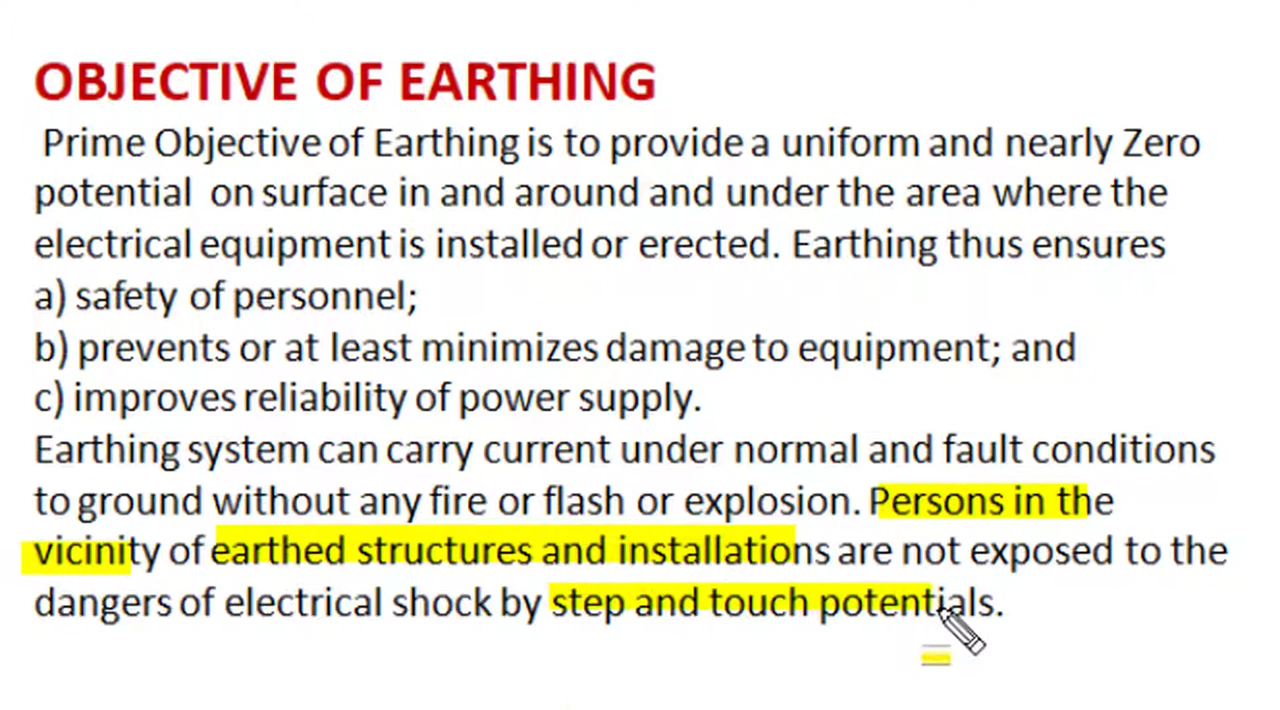 OBJECTIVE OF EARTHING
Prime Objective of Earthing is to provide a uniform and nearly Zero
potential on surface in and around and under the area where the
electrical equipment is installed or erected. Earthing thus ensures
a) safety of personnel;
b) prevents or at least minimizes damage to equipment; and
c) improves reliability of power supply.
Earthing system can carry current under normal and fault conditions
to ground without any fire or flash or explosion. Persons in the
vicinity of earthed structures and installations are not exposed to the
dangers of electrical shock by step and touch potentials.